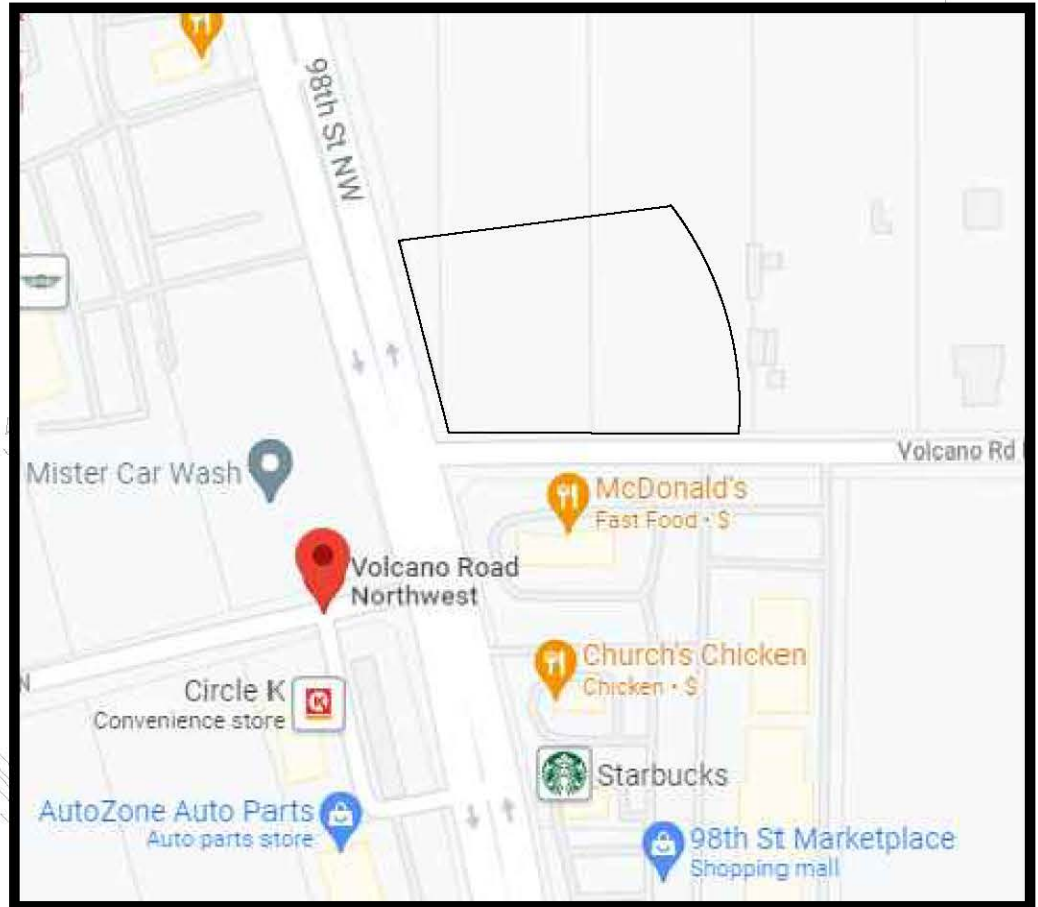 98th St NW
Volcano Rd
Mister Car Wash
McDonald's
Fast Food · $
Volcano Road
Northwest
Church's Chicken
Chicken · $
N
Circle K
Convenience store
Starbucks
AutoZone Auto Parts
Auto parts store
98th St Marketplace
Shopping mall